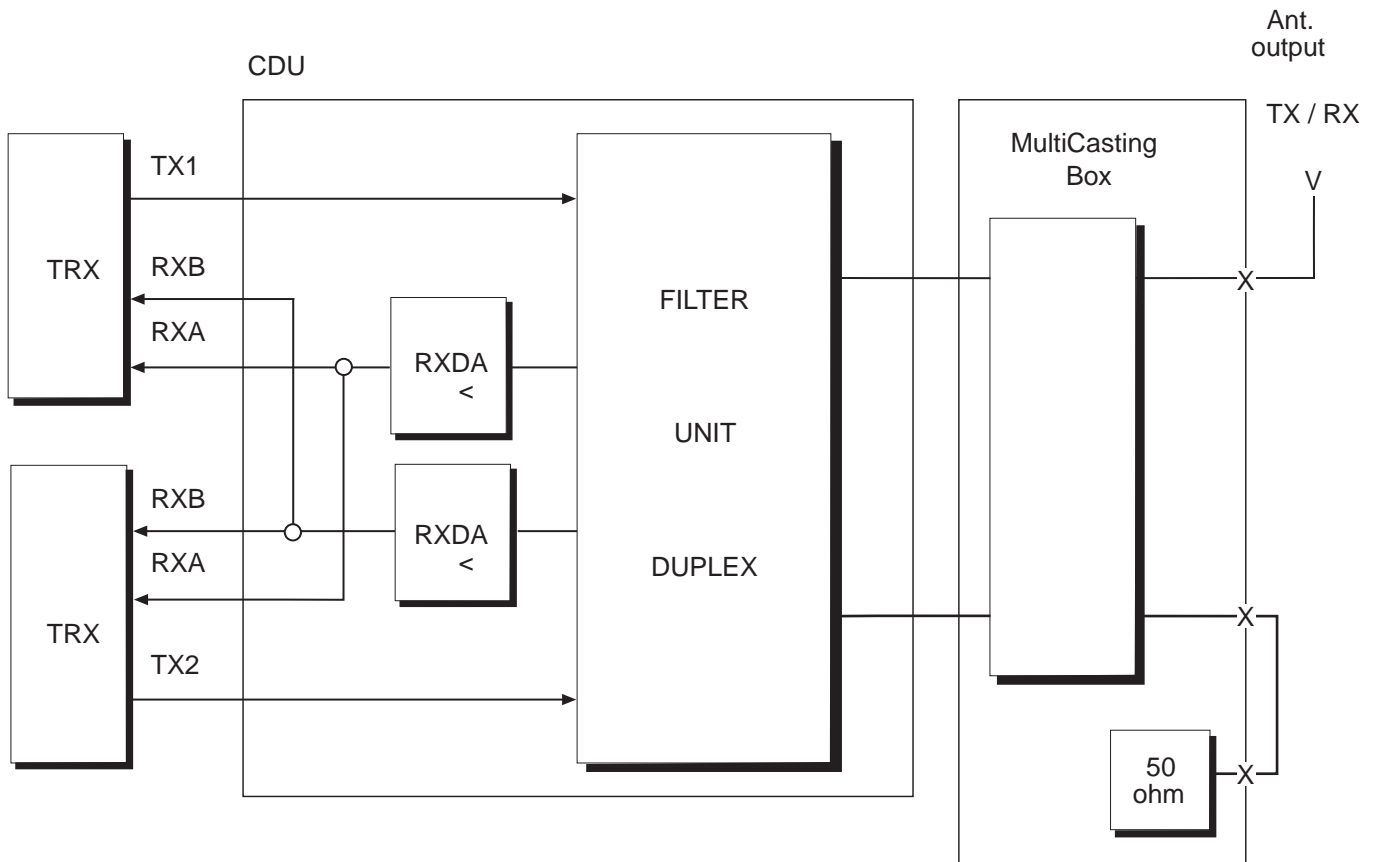 Ant.
output
CDU
TX / RX
MultiCasting
Box
V
TX1
TRX
RXB
RXA
RXDA
<
FILTER
UNIT
DUPLEX
RXB
RXA
RXDA
<
TRX
TX2
X
X
X
50
ohm